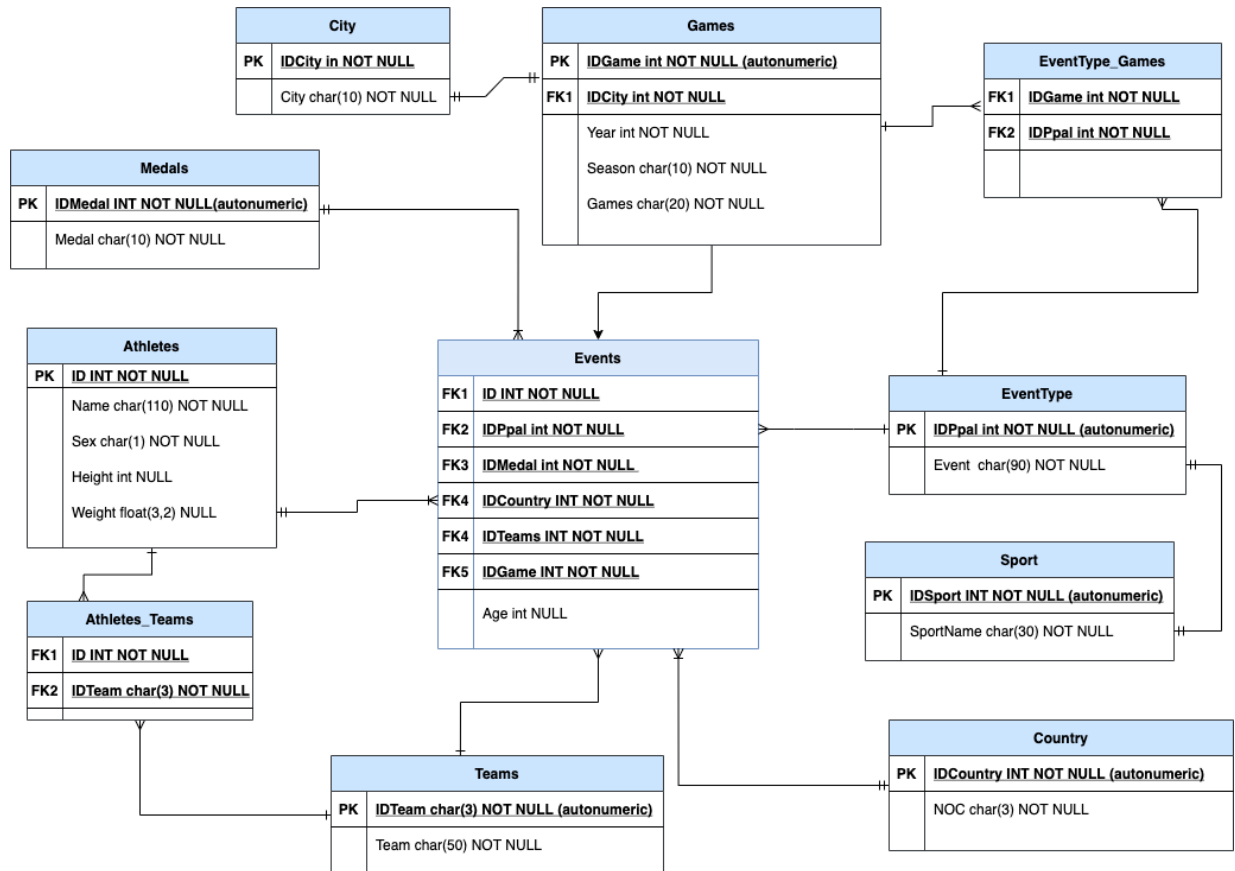 City
PK IDCity in NOT NULL
City char(10) NOT NULL
Games
PK IDGame int NOT NULL (autonumeric)
FK1 IDCity int NOT NULL
Year int NOT NULL
Season char(10) NOT NULL
Games char(20) NOT NULL
EventType_Games
FK1 IDGame int NOT NULL
FK2 IDPpal int NOT NULL
Medals
PK IDMedal INT NOT NULL(autonumeric)
Medal char(10) NOT NULL
Athletes
PK ID INT NOT NULL
Name char(110) NOT NULL
Sex char(1) NOT NULL
Height int NULL
Weight float(3,2) NULL
Events
FK1 ID INT NOT NULL
FK2 IDPpal int NOT NULL
FK3 IDMedal int NOT NULL
FK4 IDCountry INT NOT NULL
FK4 IDTeams INT NOT NULL
FK5 IDGame INT NOT NULL
Age int NULL
EventType
PK IDPpal int NOT NULL (autonumeric)
Event char(90) NOT NULL
Sport
PK IDSport INT NOT NULL (autonumeric)
SportName char(30) NOT NULL
Athletes_Teams
FK1 ID INT NOT NULL
FK2 IDTeam char(3) NOT NULL
Teams
PK IDTeam char(3) NOT NULL (autonumeric)
Team char(50) NOT NULL
Country
PK IDCountry INT NOT NULL (autonumeric)
NOC char(3) NOT NULL